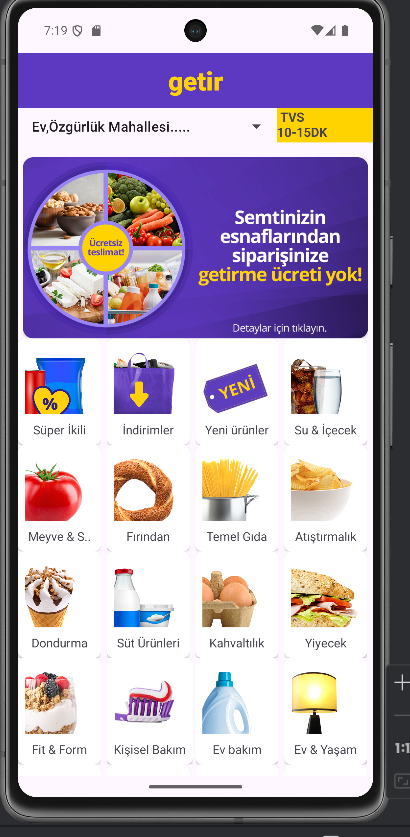 7:19
getir
Ev,Özgürlük Mahallesi.....
TVS
10-15DK
Ücretsiz
teslimat!
Semtinizin
esnaflarından
siparişinize
getirme ücreti yok!
Detaylar için tıklayın.
%
YENİ
Süper İkili
İndirimler
Yeni ürünler
Su & İçecek
Meyve & S..
Fırından
Temel Gıda
Atıştırmalık
Dondurma
Süt Ürünleri
Kahvaltılık
Yiyecek
Fit & Form
Kişisel Bakım
Ev bakım
Ev & Yaşam
1:1